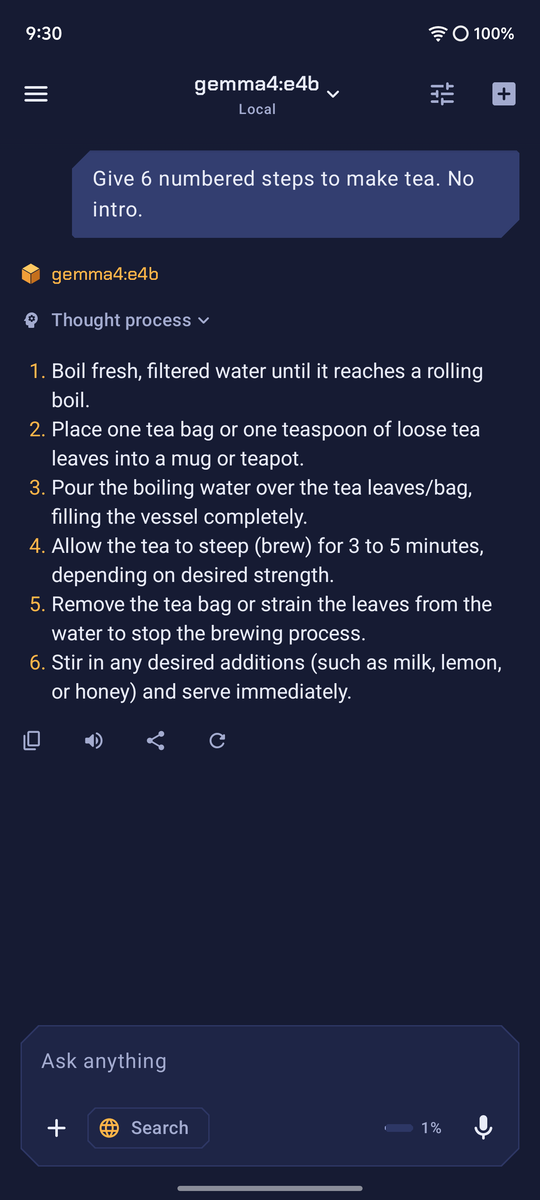 9:30
100%
gemma4:e4b
Local
Give 6 numbered steps to make tea. No
intro.
gemma4:e4b
Thought process
1. Boil fresh, filtered water until it reaches a rolling
boil.
2. Place one tea bag or one teaspoon of loose tea
leaves into a mug or teapot.
3. Pour the boiling water over the tea leaves/bag,
filling the vessel completely.
4. Allow the tea to steep (brew) for 3 to 5 minutes,
depending on desired strength.
5. Remove the tea bag or strain the leaves from the
water to stop the brewing process.
6. Stir in any desired additions (such as milk, lemon,
or honey) and serve immediately.
Ask anything
Search
1%